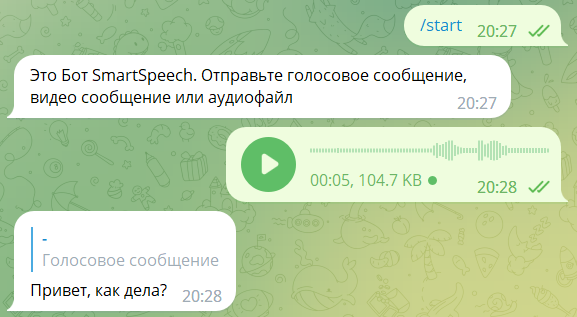 /start
20:27
Это Бот SmartSpeech. Отправьте голосовое сообщение,
видео сообщение или аудиофайл
20:27
00:05, 104.7 KB
20:28
-
Голосовое сообщение
Привет, как дела?
20:28